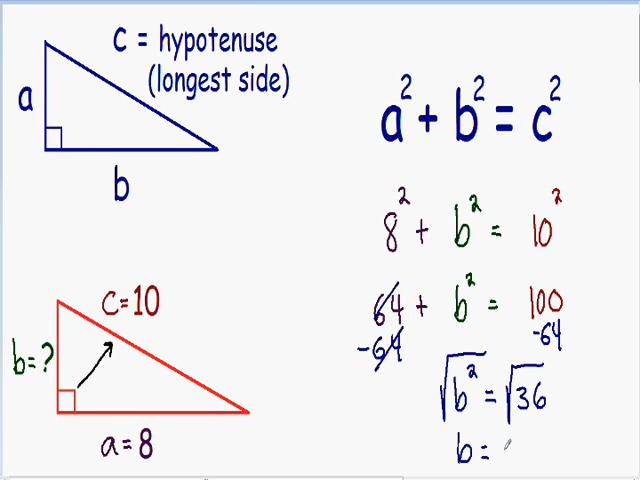 c = hypotenuse
(longest side)
a
b
a² + b² = c²
8² + b² = 10²
64 + b² = 100
-64 -64
√b² = √36
b =
c = 10
b = ?
a = 8